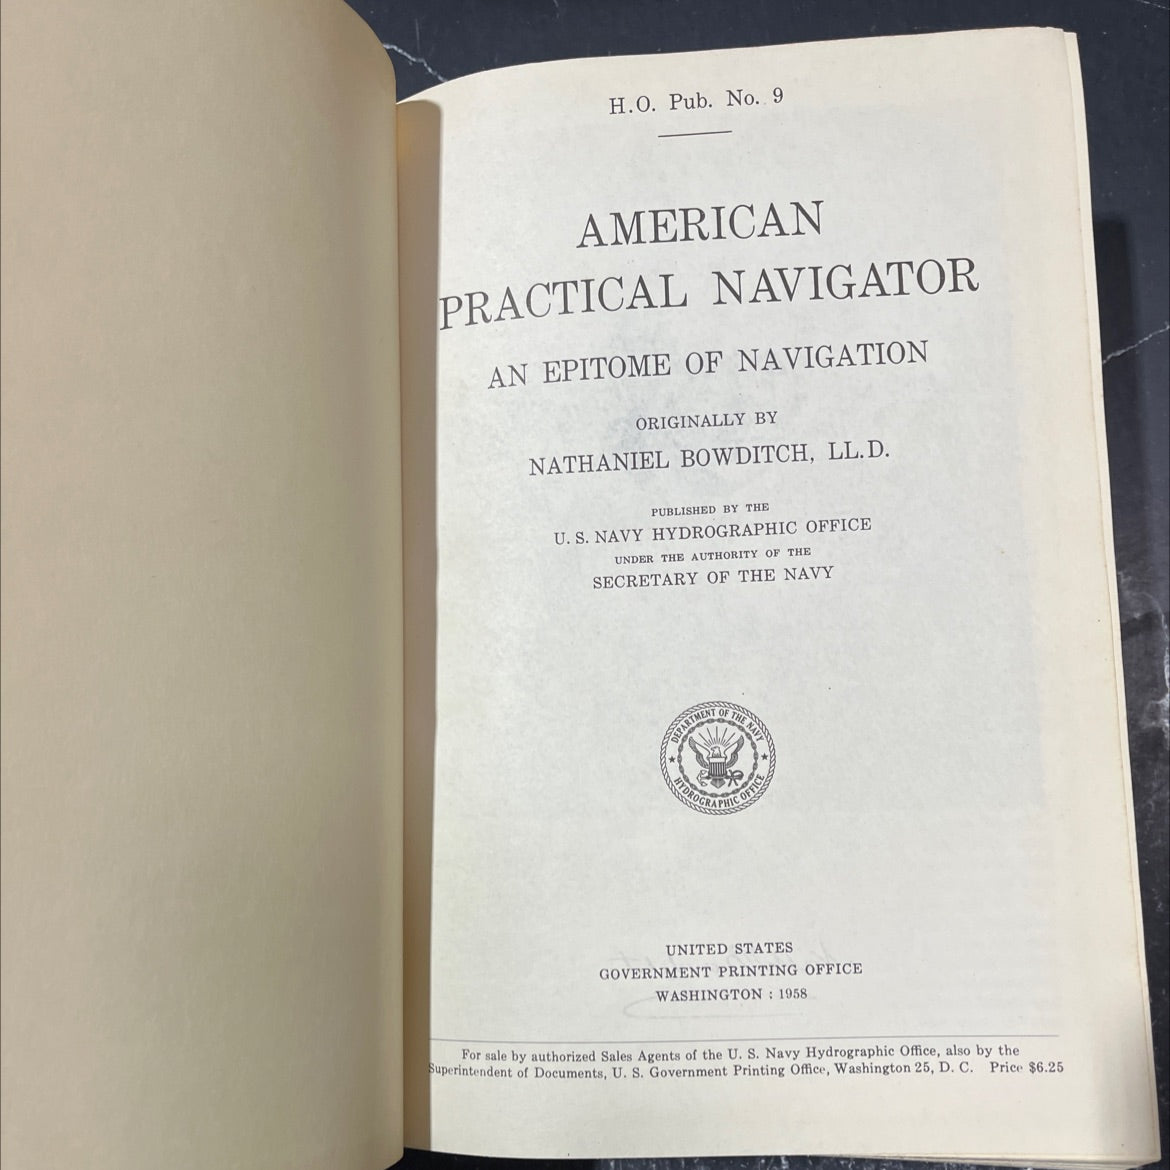 H.O. Pub. No. 9
AMERICAN
PRACTICAL NAVIGATOR
AN EPITOME OF NAVIGATION
ORIGINALLY BY
NATHANIEL BOWDITCH, LL.D.
PUBLISHED BY THE
U. S. NAVY HYDROGRAPHIC OFFICE
UNDER THE AUTHORITY OF THE
SECRETARY OF THE NAVY
DEPARTMENT OF THE NAVY
HYDROGRAPHIC OFFICE
UNITED STATES
GOVERNMENT PRINTING OFFICE
WASHINGTON : 1958
For sale by authorized Sales Agents of the U. S. Navy Hydrographic Office, also by the
Superintendent of Documents, U. S. Government Printing Office, Washington 25, D. C. Price $6.25